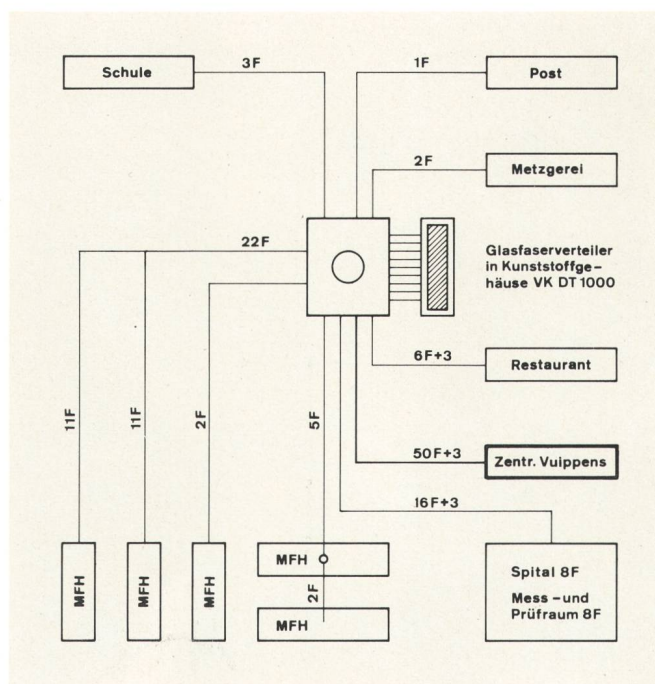 Schule
3F
1F
Post
2F
Metzgerei
22F
Glasfaserverteiler
in Kunststoffge-
häuse VK DT 1000
6F+3
Restaurant
11F
11F
2F
5F
50F+3
Zentr. Vuippens
16F+3
MFH
MFH
MFH
MFH
2F
MFH
Spital 8F
Mess-und
Prüfraum 8F